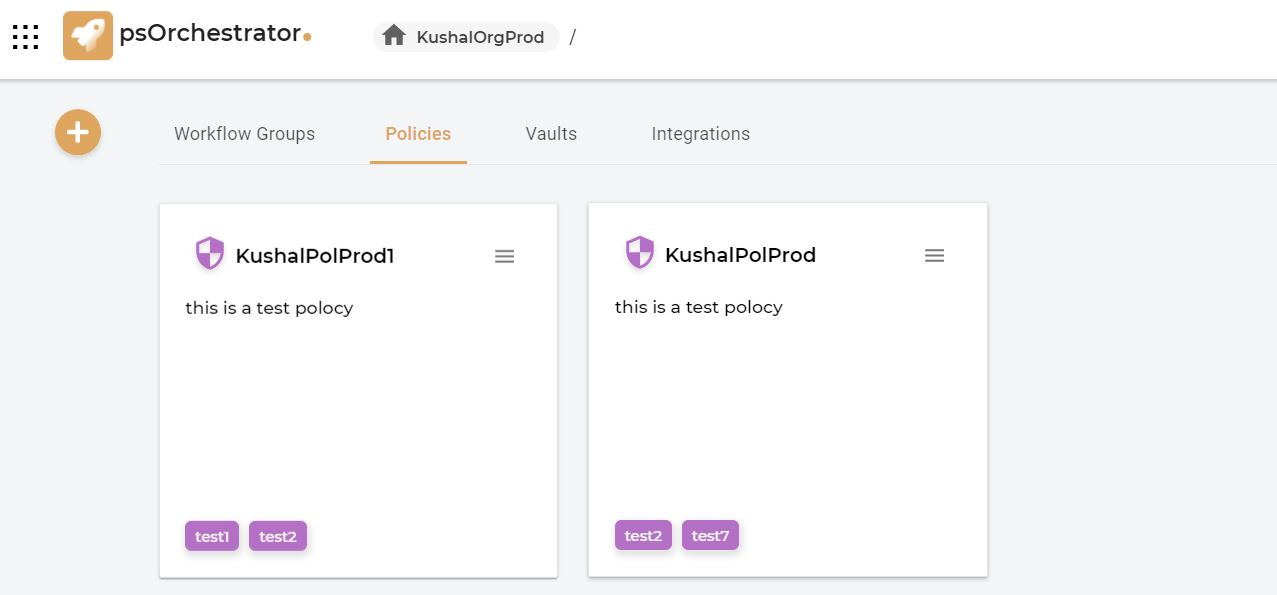 psOrchestrator
KushalOrgProd /
Workflow Groups Policies Vaults Integrations
KushalPolProd1
this is a test polocy
test1 test2
KushalPolProd
this is a test polocy
test2 test7